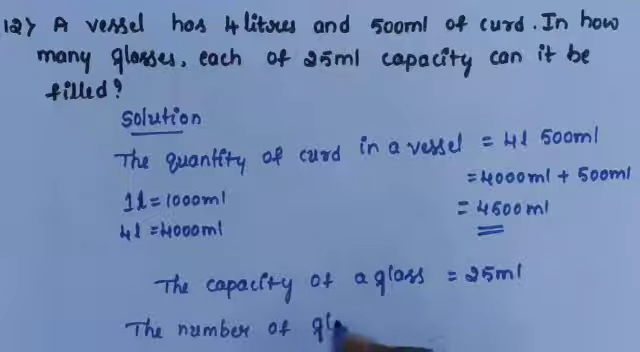 12) A vessel has 4 litres and 500ml of curd. In how
many glasses, each of 25ml capacity can it be
filled?
Solution
The quantity of curd in a vessel = 4l 500ml
1l = 1000ml = 4000ml + 500ml
4l = 4000ml = 4500ml
The capacity of a glass = 25ml
The number of gl